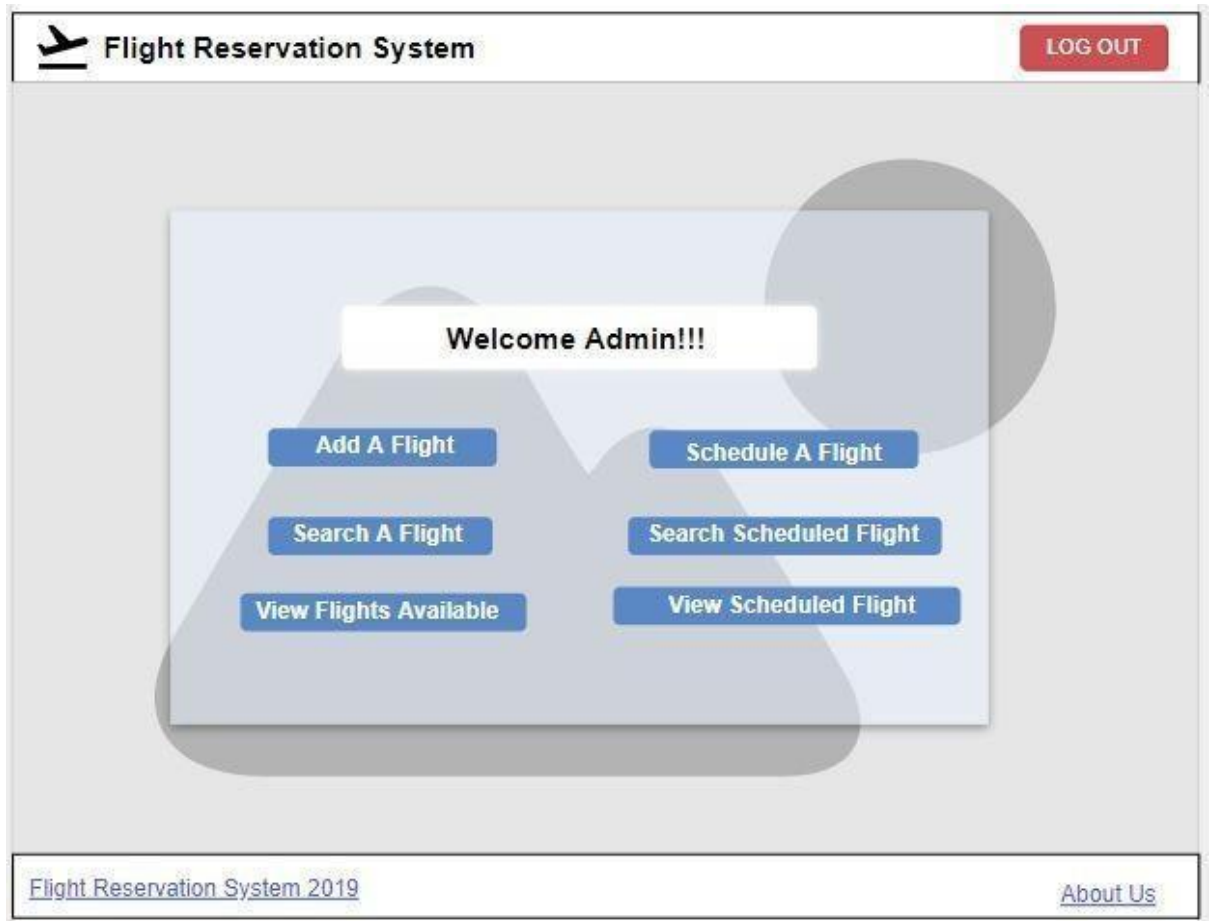 Flight Reservation System
LOG OUT
Welcome Admin!!!
Add A Flight
Schedule A Flight
Search A Flight
Search Scheduled Flight
View Flights Available
View Scheduled Flight
Flight Reservation System 2019
About Us